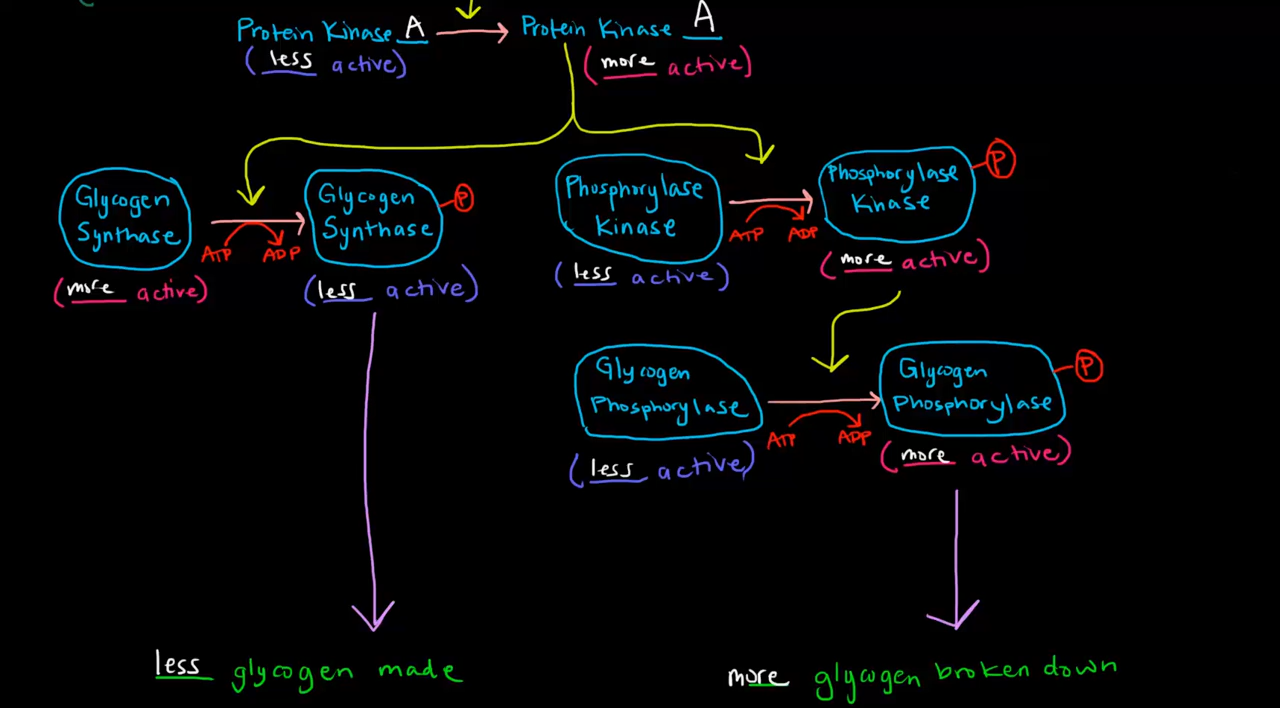 Protein Kinase A
(less active)
Protein Kinase A
(more active)
Glycogen
Synthase
(more active)
ATP
ADP
Glycogen
Synthase
P
(less active)
Phosphorylase
Kinase
(less active)
ATP
ADP
Phosphorylase
Kinase
P
(more active)
Glycogen
Phosphorylase
(less active)
ATP
ADP
Glycogen
Phosphorylase
P
(more active)
less glycogen made
more glycogen broken down